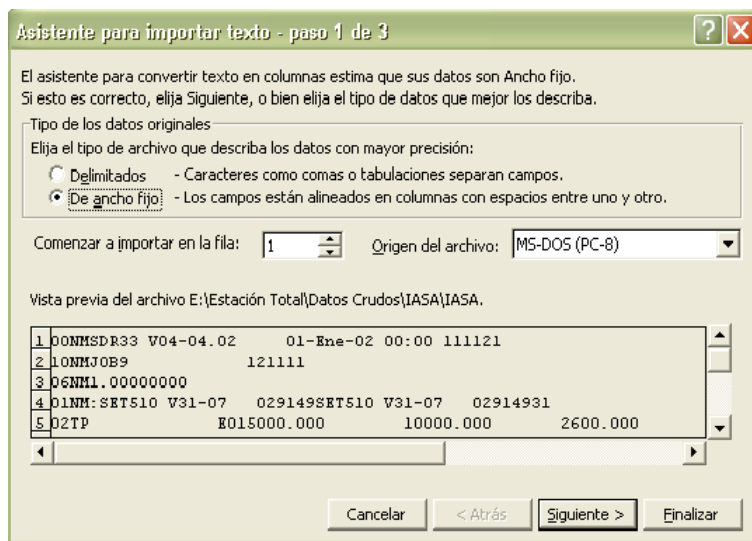 Asistente para importar texto - paso 1 de 3
El asistente para convertir texto en columnas estima que sus datos son Ancho fijo.
Si esto es correcto, elija Siguiente, o bien elija el tipo de datos que mejor los describa.
Tipo de los datos originales
Elija el tipo de archivo que describa los datos con mayor precisión:
Delimitados - Caracteres como comas o tabulaciones separan campos.
De ancho fijo - Los campos están alineados en columnas con espacios entre uno y otro.
Comenzar a importar en la fila: 1 Origen del archivo: MS-DOS (PC-8)
Vista previa del archivo E:\Estación Total\Datos Crudos\IASA\IASA.
1 00NMSDR33 V04-04.02 01-Ene-02 00:00 111121
2 10NMJOB9 121111
3 06NM1.00000000
4 01NM:SET510 V31-07 029149SET510 V31-07 02914931
5 02TP E015000.000 10000.000 2600.000
Cancelar < Atrás Siguiente > Finalizar